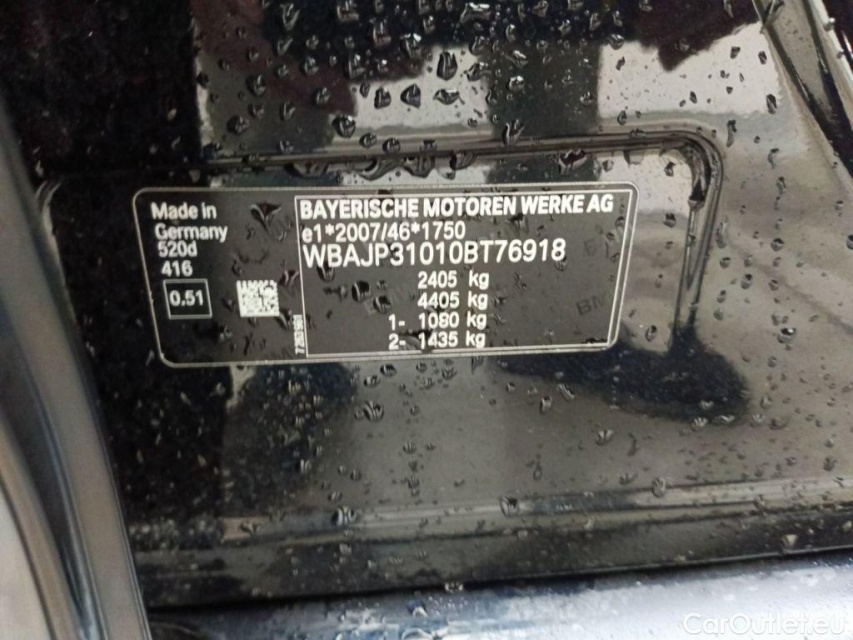 Made in
Germany
520d
416
0.51
BAYERISCHE MOTOREN WERKE AG
e1*2007/46*1750
WBAJP31010BT76918
2405 kg
4405 kg
1- 1080 kg
2- 1435 kg
CarOutlet.eu